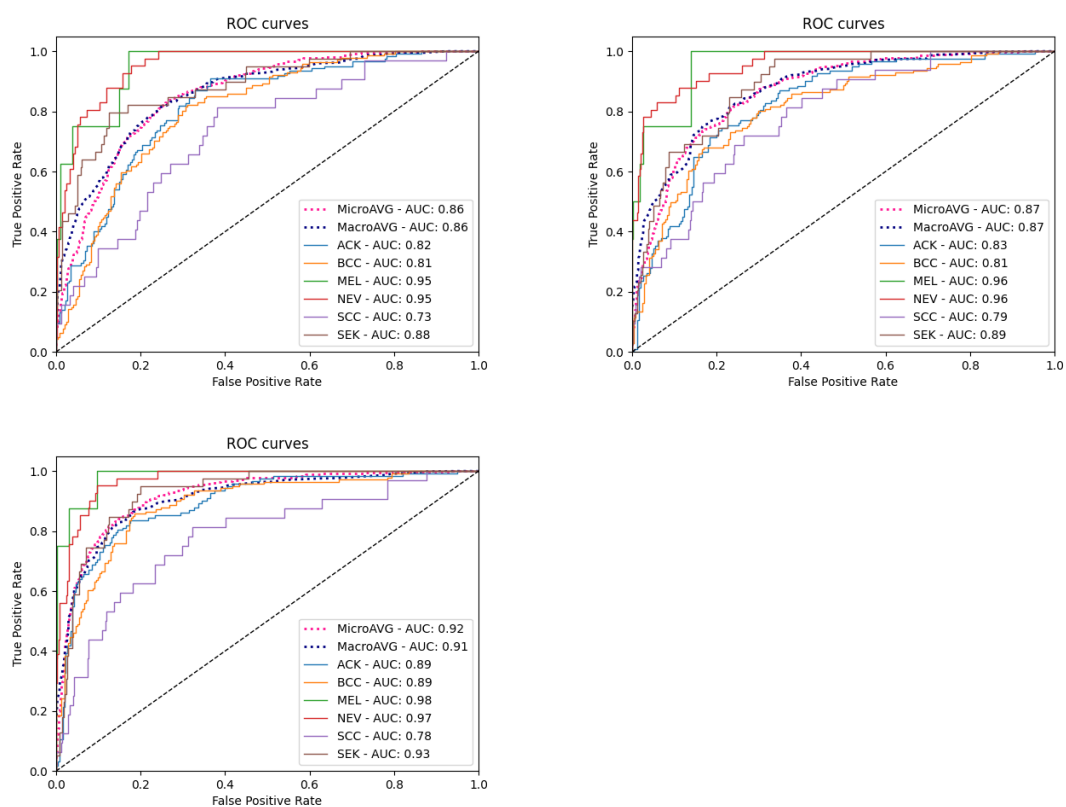 ROC curves
1.0
0.8
0.6
0.4
0.2
0.0
True Positive Rate
MicroAVG - AUC: 0.86
MacroAVG - AUC: 0.86
ACK - AUC: 0.82
BCC - AUC: 0.81
MEL - AUC: 0.95
NEV - AUC: 0.95
SCC - AUC: 0.73
SEK - AUC: 0.88
0.0 0.2 0.4 0.6 0.8 1.0
False Positive Rate
ROC curves
1.0
0.8
0.6
0.4
0.2
0.0
True Positive Rate
MicroAVG - AUC: 0.87
MacroAVG - AUC: 0.87
ACK - AUC: 0.83
BCC - AUC: 0.81
MEL - AUC: 0.96
NEV - AUC: 0.96
SCC - AUC: 0.79
SEK - AUC: 0.89
0.0 0.2 0.4 0.6 0.8 1.0
False Positive Rate
ROC curves
1.0
0.8
0.6
0.4
0.2
0.0
True Positive Rate
MicroAVG - AUC: 0.92
MacroAVG - AUC: 0.91
ACK - AUC: 0.89
BCC - AUC: 0.89
MEL - AUC: 0.98
NEV - AUC: 0.97
SCC - AUC: 0.78
SEK - AUC: 0.93
0.0 0.2 0.4 0.6 0.8 1.0
False Positive Rate